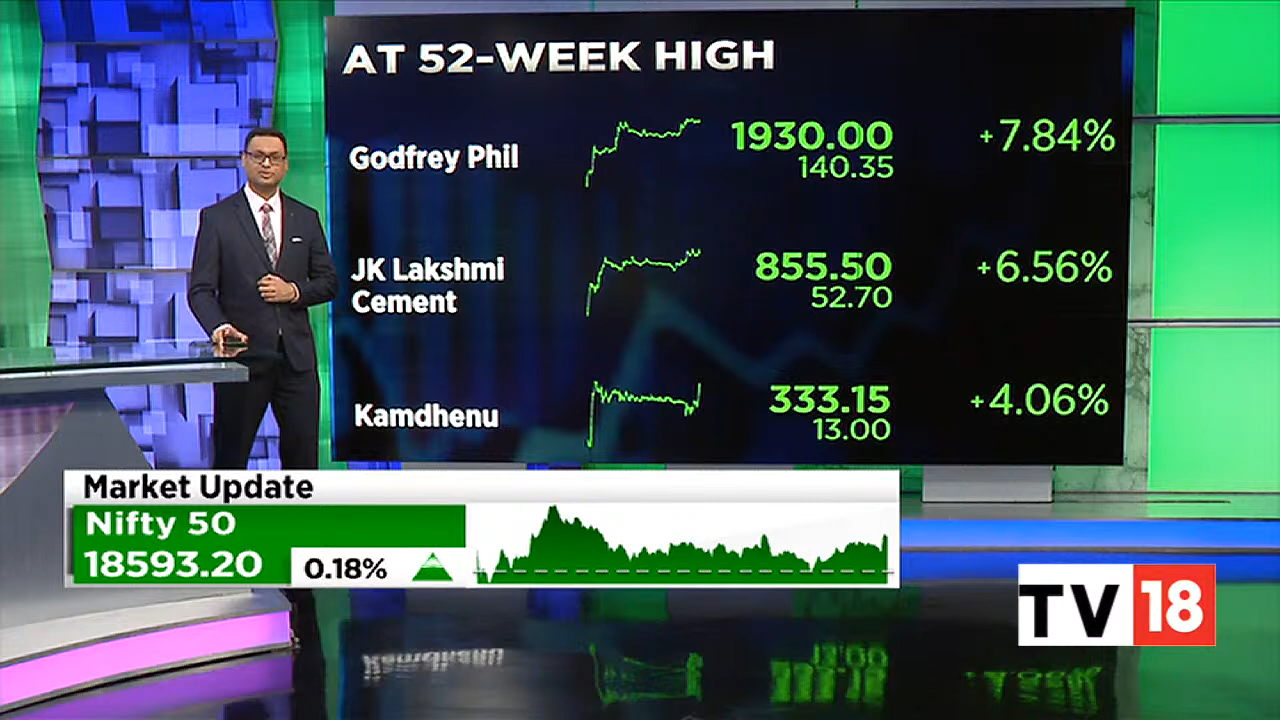 AT 52-WEEK HIGH
Godfrey Phil 1930.00 +7.84%
140.35
JK Lakshmi
Cement 855.50 +6.56%
52.70
Kamdhenu 333.15 +4.06%
13.00
Market Update
Nifty 50
18593.20 0.18%
TV18